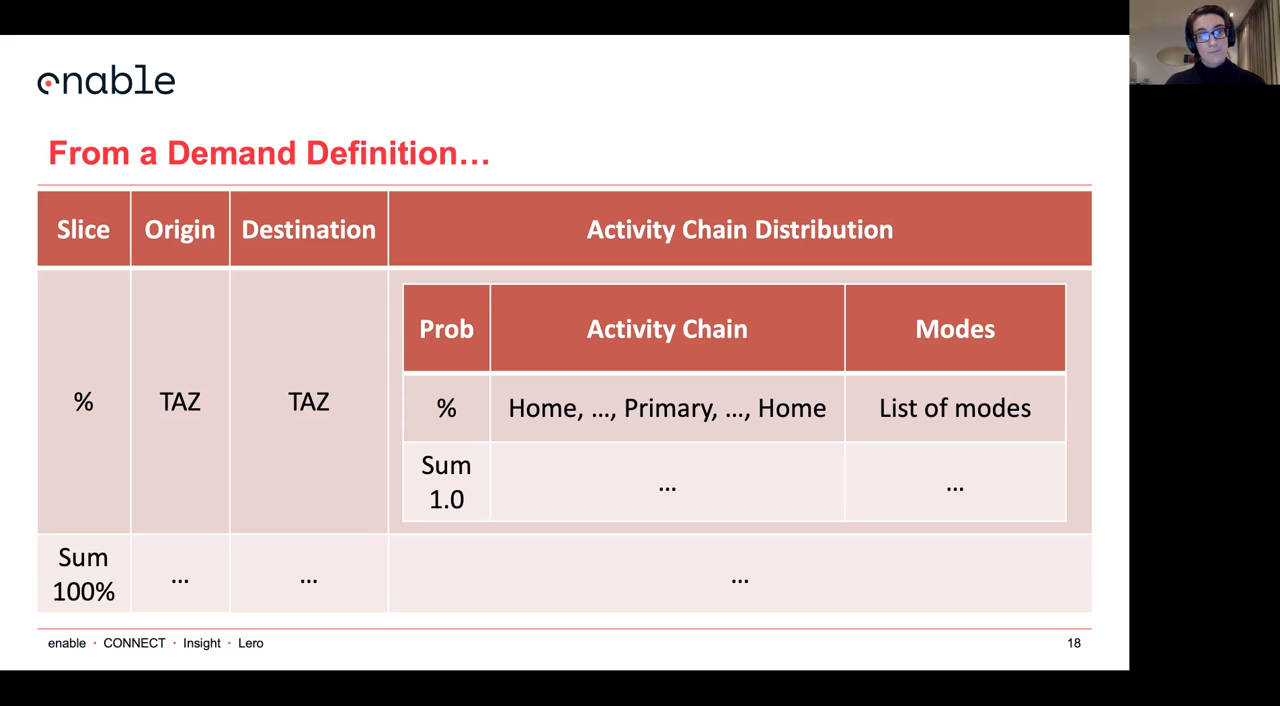 enable
From a Demand Definition…
Slice Origin Destination Activity Chain Distribution
Prob Activity Chain Modes
% TAZ TAZ
% Home, …, Primary, …, Home List of modes
Sum 1.0 … …
Sum 100% … … …
enable · CONNECT · Insight · Lero 18